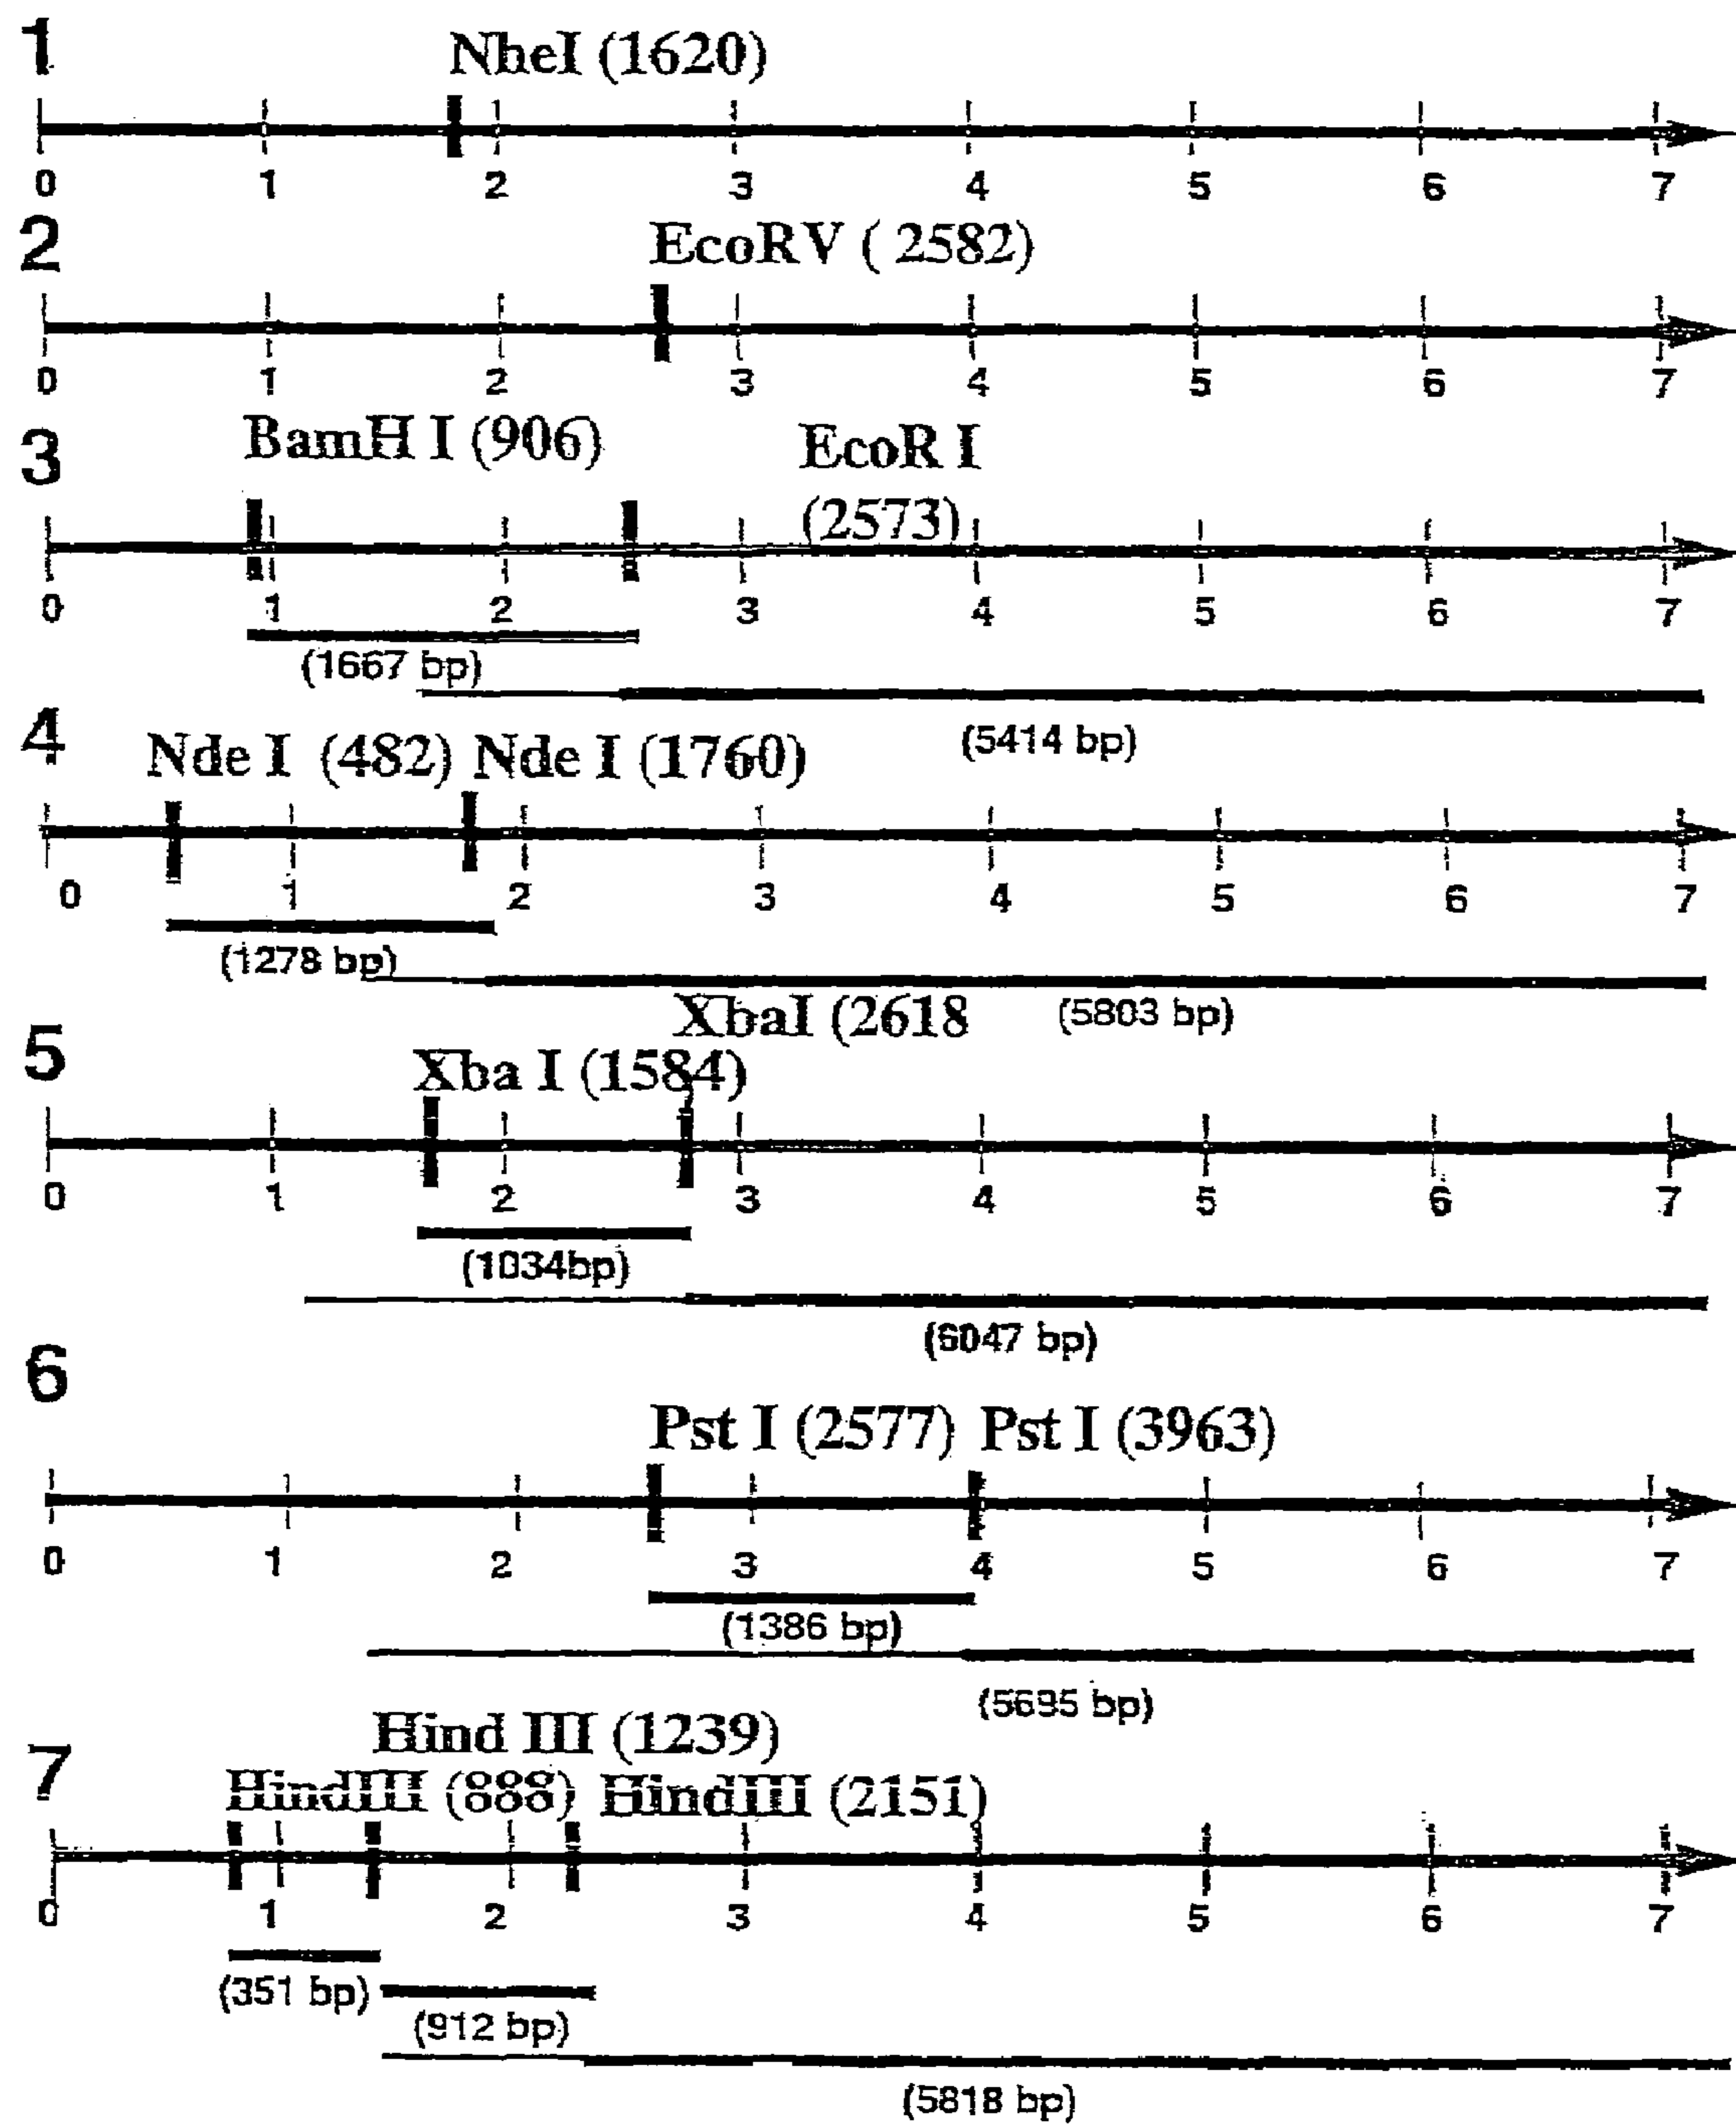 1
NheI (1620)
0 1 2 3 4 5 6 7
2
EcoRV ( 2582)
0 1 2 3 4 5 6 7
3
BamH I (906) EcoR I
(2573)
0 1 2 3 4 5 6 7
(1667 bp)
(5414 bp)
4
Nde I (482) Nde I (1760)
0 1 2 3 4 5 6 7
(1278 bp)
(5803 bp)
XbaI (2618
5
Xba I (1584)
0 1 2 3 4 5 6 7
(1034bp)
(6047 bp)
6
Pst I (2577) Pst I (3963)
0 1 2 3 4 5 6 7
(1386 bp)
(5695 bp)
Hind III (1239)
7
HindIII (888) HindIII (2151)
0 1 2 3 4 5 6 7
(351 bp)
(912 bp)
(5818 bp)